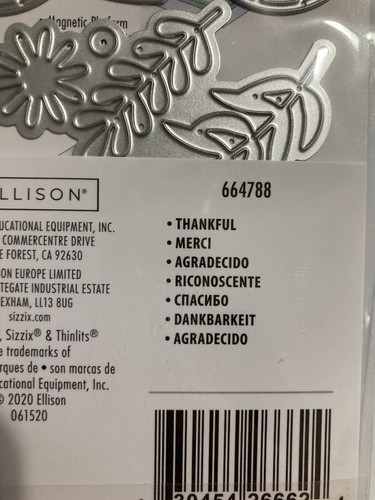 Magnetic Platform
LLISON®
664788
UCATIONAL EQUIPMENT, INC.
COMMERCENTRE DRIVE
E FOREST, CA 92630
ON EUROPE LIMITED
TEGATE INDUSTRIAL ESTATE
EXHAM, LL13 8UG
sizzix.com
, Sizzix® & Thinlits®
e trademarks of
rques de • son marcas de
cational Equipment, Inc.
© 2020 Ellison
061520
• THANKFUL
• MERCI
• AGRADECIDO
• RICONOSCENTE
• СПАСИБО
• DANKBARKEIT
• AGRADECIDO